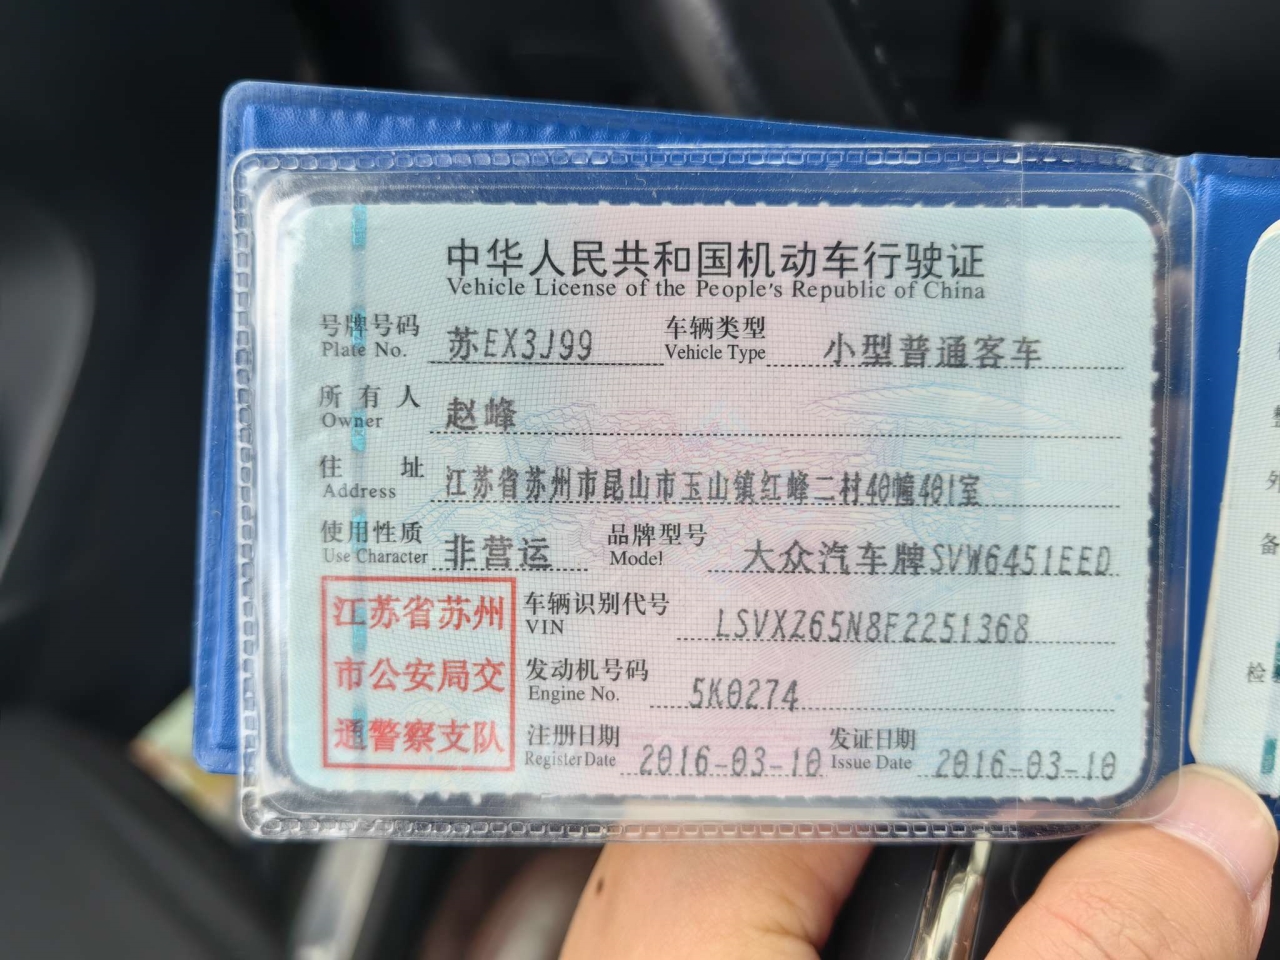 中华人民共和国机动车行驶证
Vehicle License of the People's Republic of China
号牌号码 苏EX3J99 车辆类型 小型普通客车
Plate No. Vehicle Type
所有人 赵峰
Owner
住址 江苏省苏州市昆山市玉山镇红峰二村40幢401室
Address
使用性质 非营运 品牌型号 大众汽车牌SVW6451EED
Use Character Model
江苏省苏州
市公安局交
通警察支队
车辆识别代号 LSVXZ65N8F2251368
VIN
发动机号码 5K0274
Engine No.
注册日期 2016-03-10 发证日期 2016-03-10
Register Date Issue Date
备
检